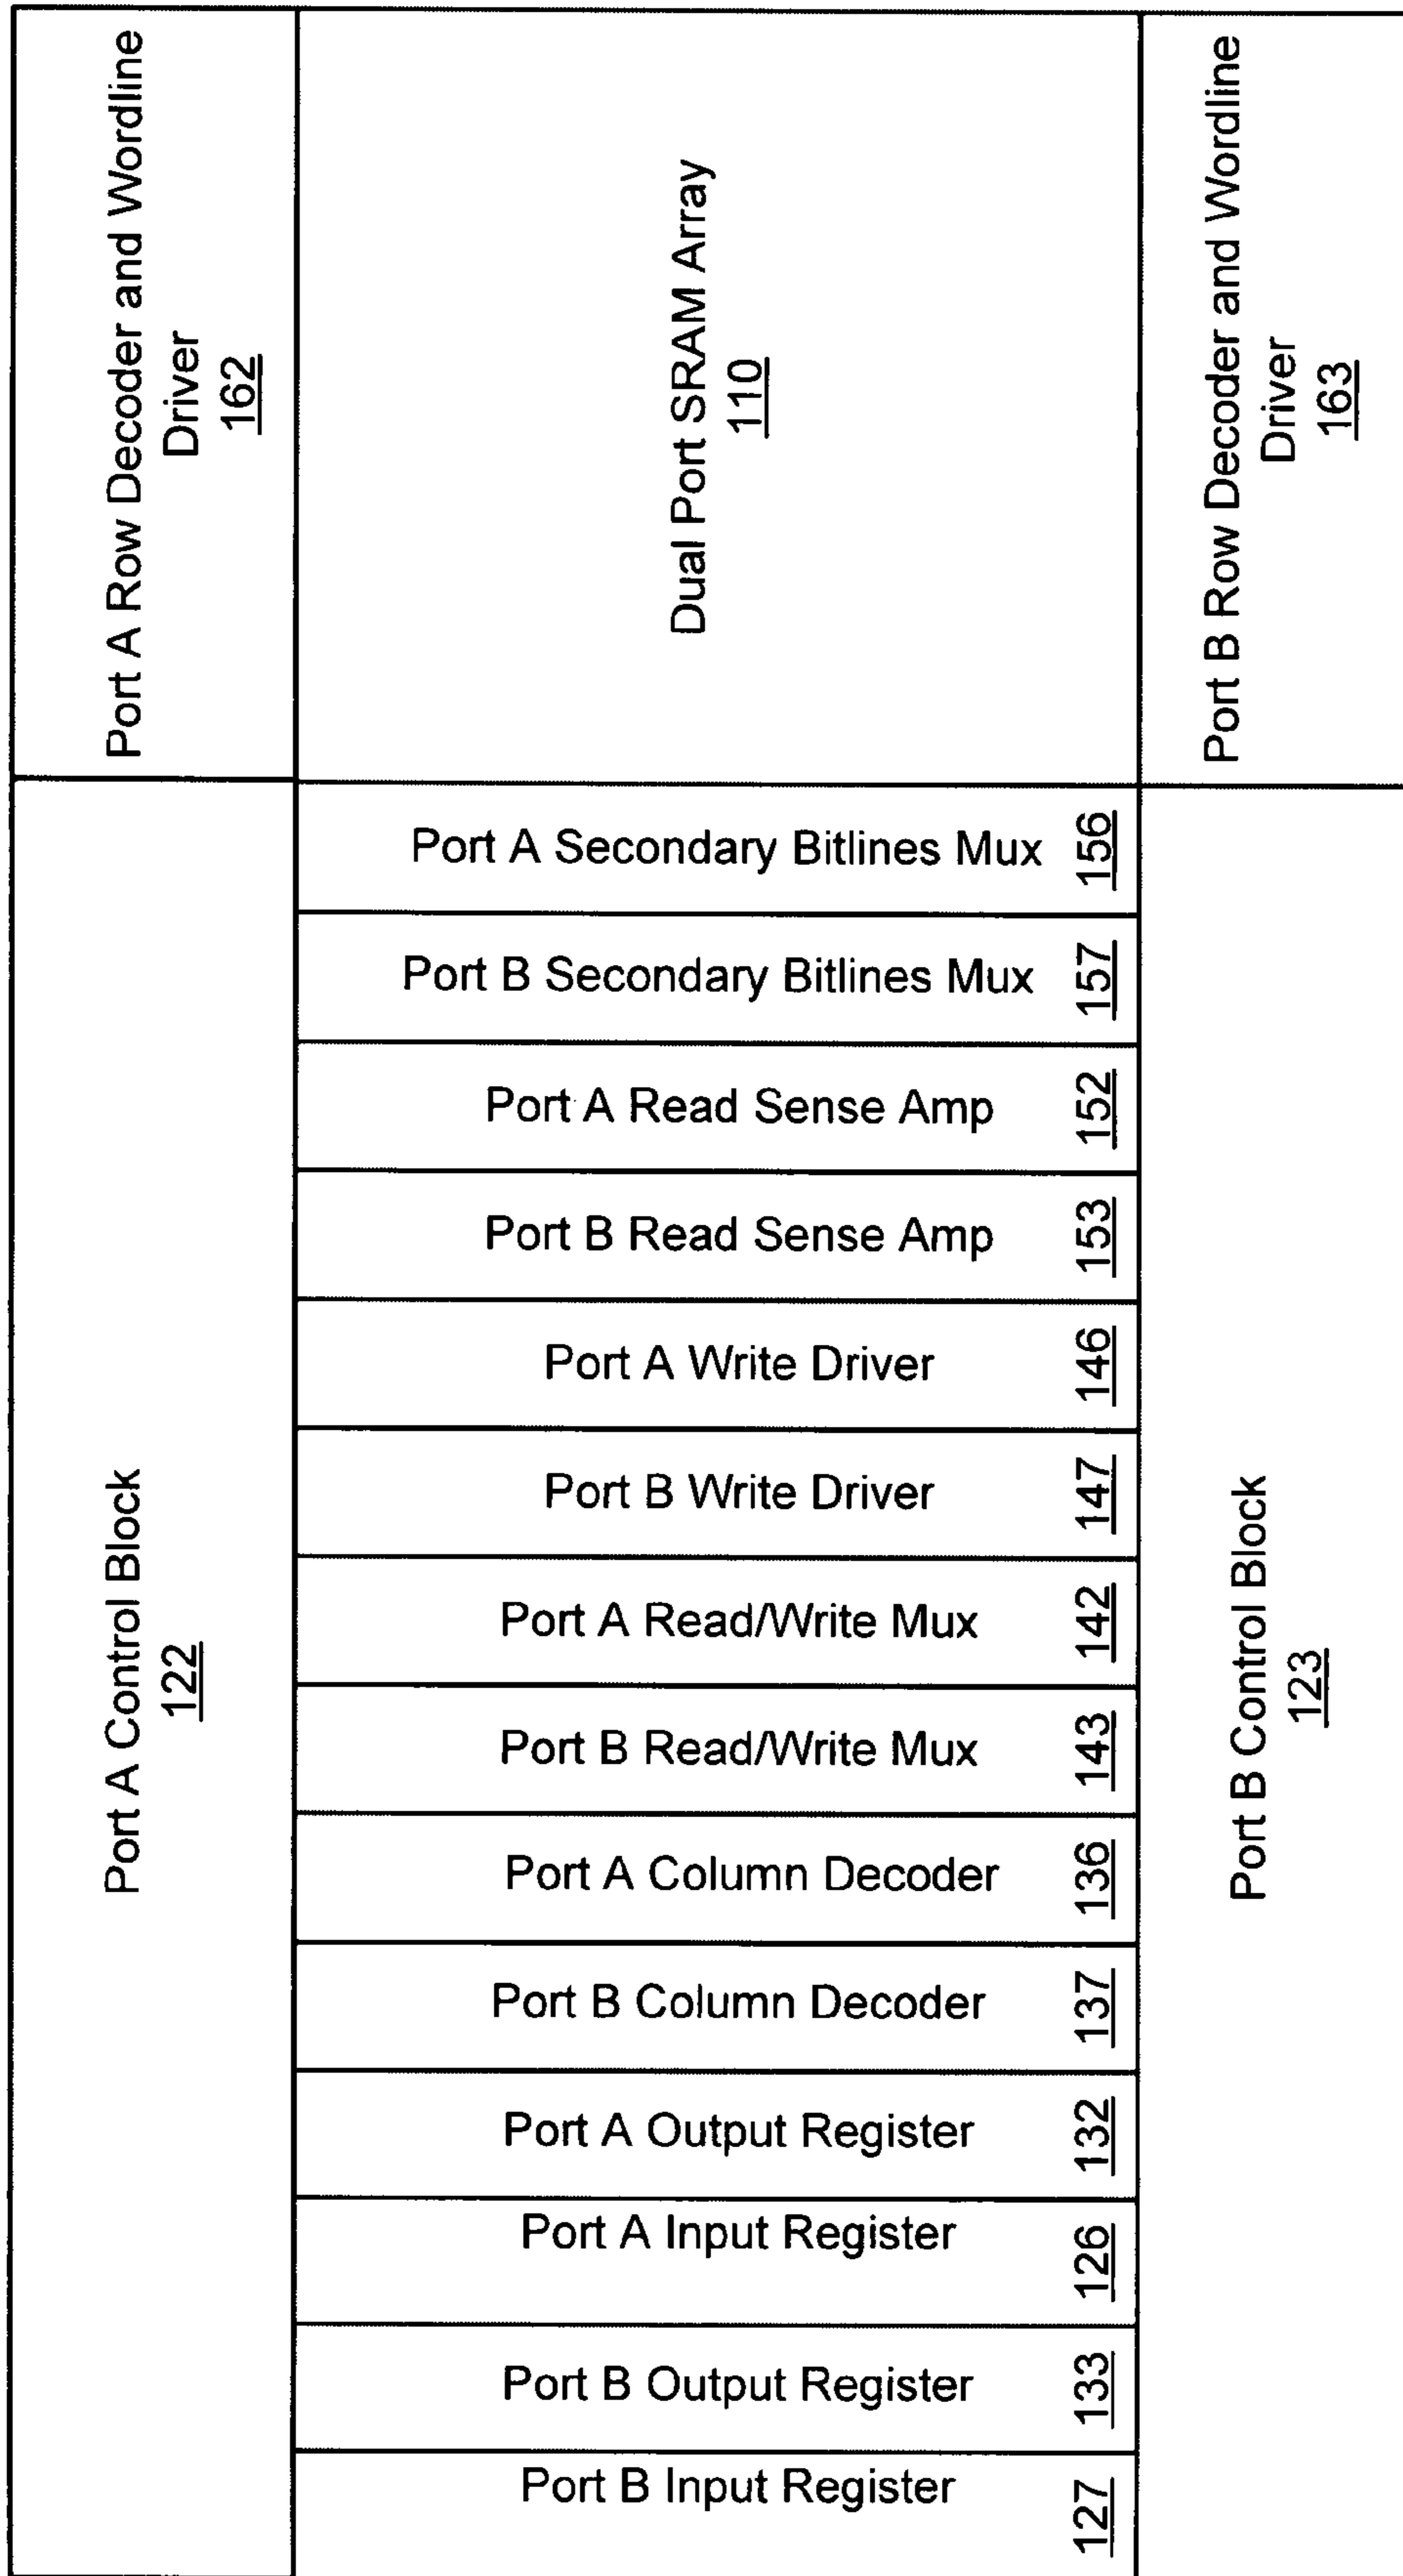 Port A Row Decoder and Wordline
Driver
162
Dual Port SRAM Array
110
Port B Row Decoder and Wordline
Driver
163
Port A Control Block
122
Port A Secondary Bitlines Mux 156
Port B Secondary Bitlines Mux 157
Port A Read Sense Amp 152
Port B Read Sense Amp 153
Port A Write Driver 146
Port B Write Driver 147
Port A Read/Write Mux 142
Port B Read/Write Mux 143
Port A Column Decoder 136
Port B Column Decoder 137
Port A Output Register 132
Port A Input Register 126
Port B Output Register 133
Port B Input Register 127
Port B Control Block
123